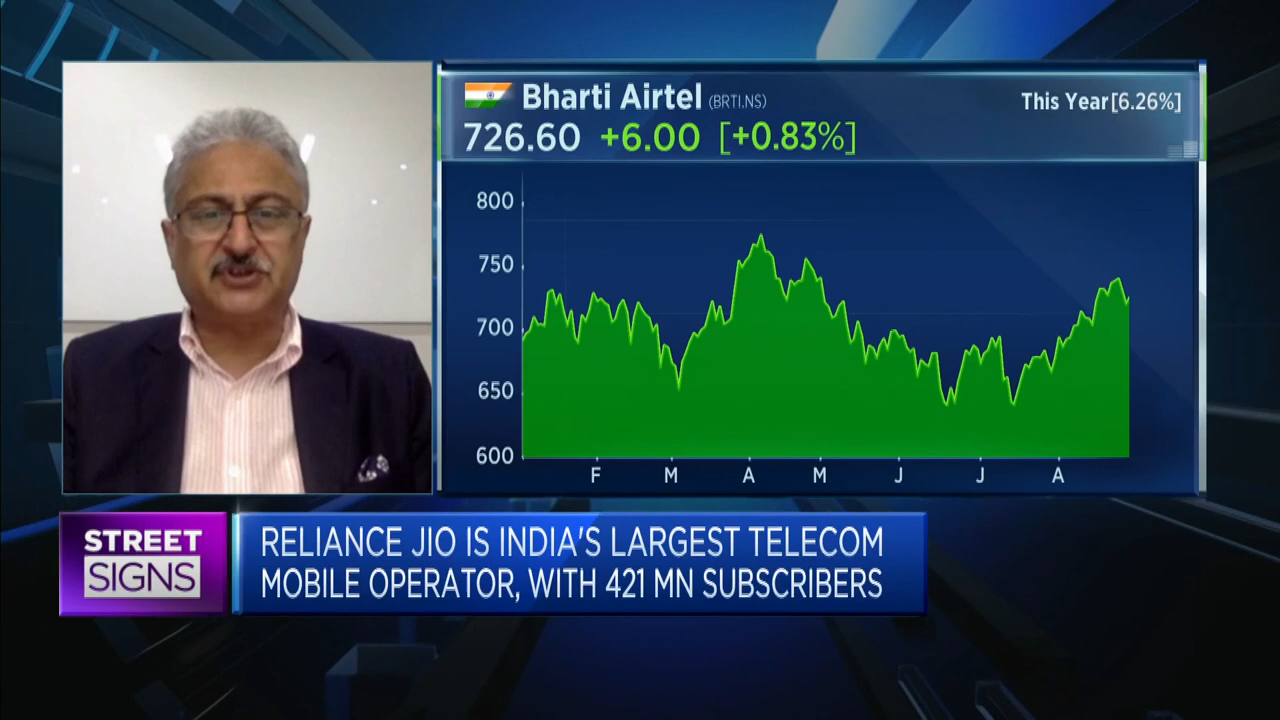 Bharti Airtel (BRTI.NS)
This Year[6.26%]
726.60 +6.00 [+0.83%]
800
750
700
650
600
F M A M J J A
STREET
SIGNS
RELIANCE JIO IS INDIA'S LARGEST TELECOM
MOBILE OPERATOR, WITH 421 MN SUBSCRIBERS